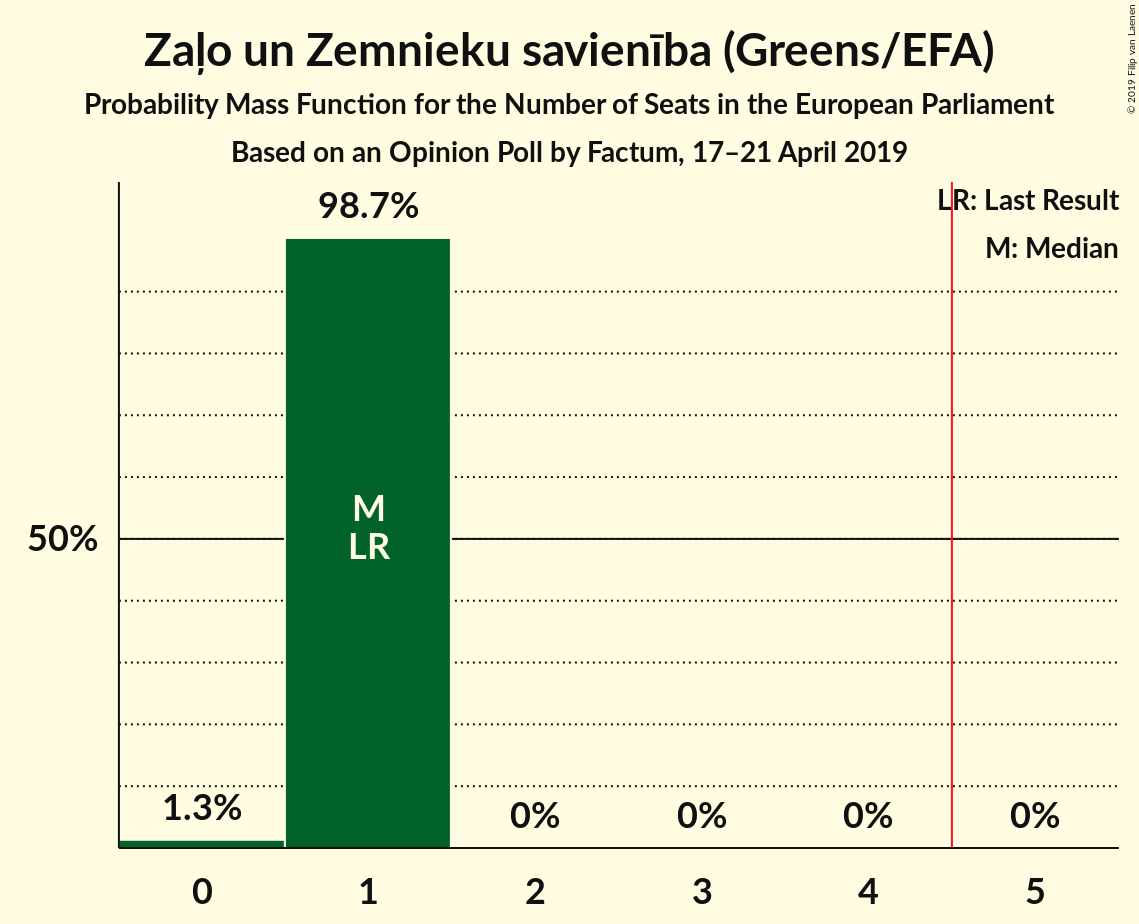 Zaļo un Zemnieku savienība (Greens/EFA)
Probability Mass Function for the Number of Seats in the European Parliament
Based on an Opinion Poll by Factum, 17–21 April 2019
© 2019 Filip van Laenen
LR: Last Result
M: Median
98.7%
M
LR
50%
1.3%
0%
0%
0%
0%
0
1
2
3
4
5